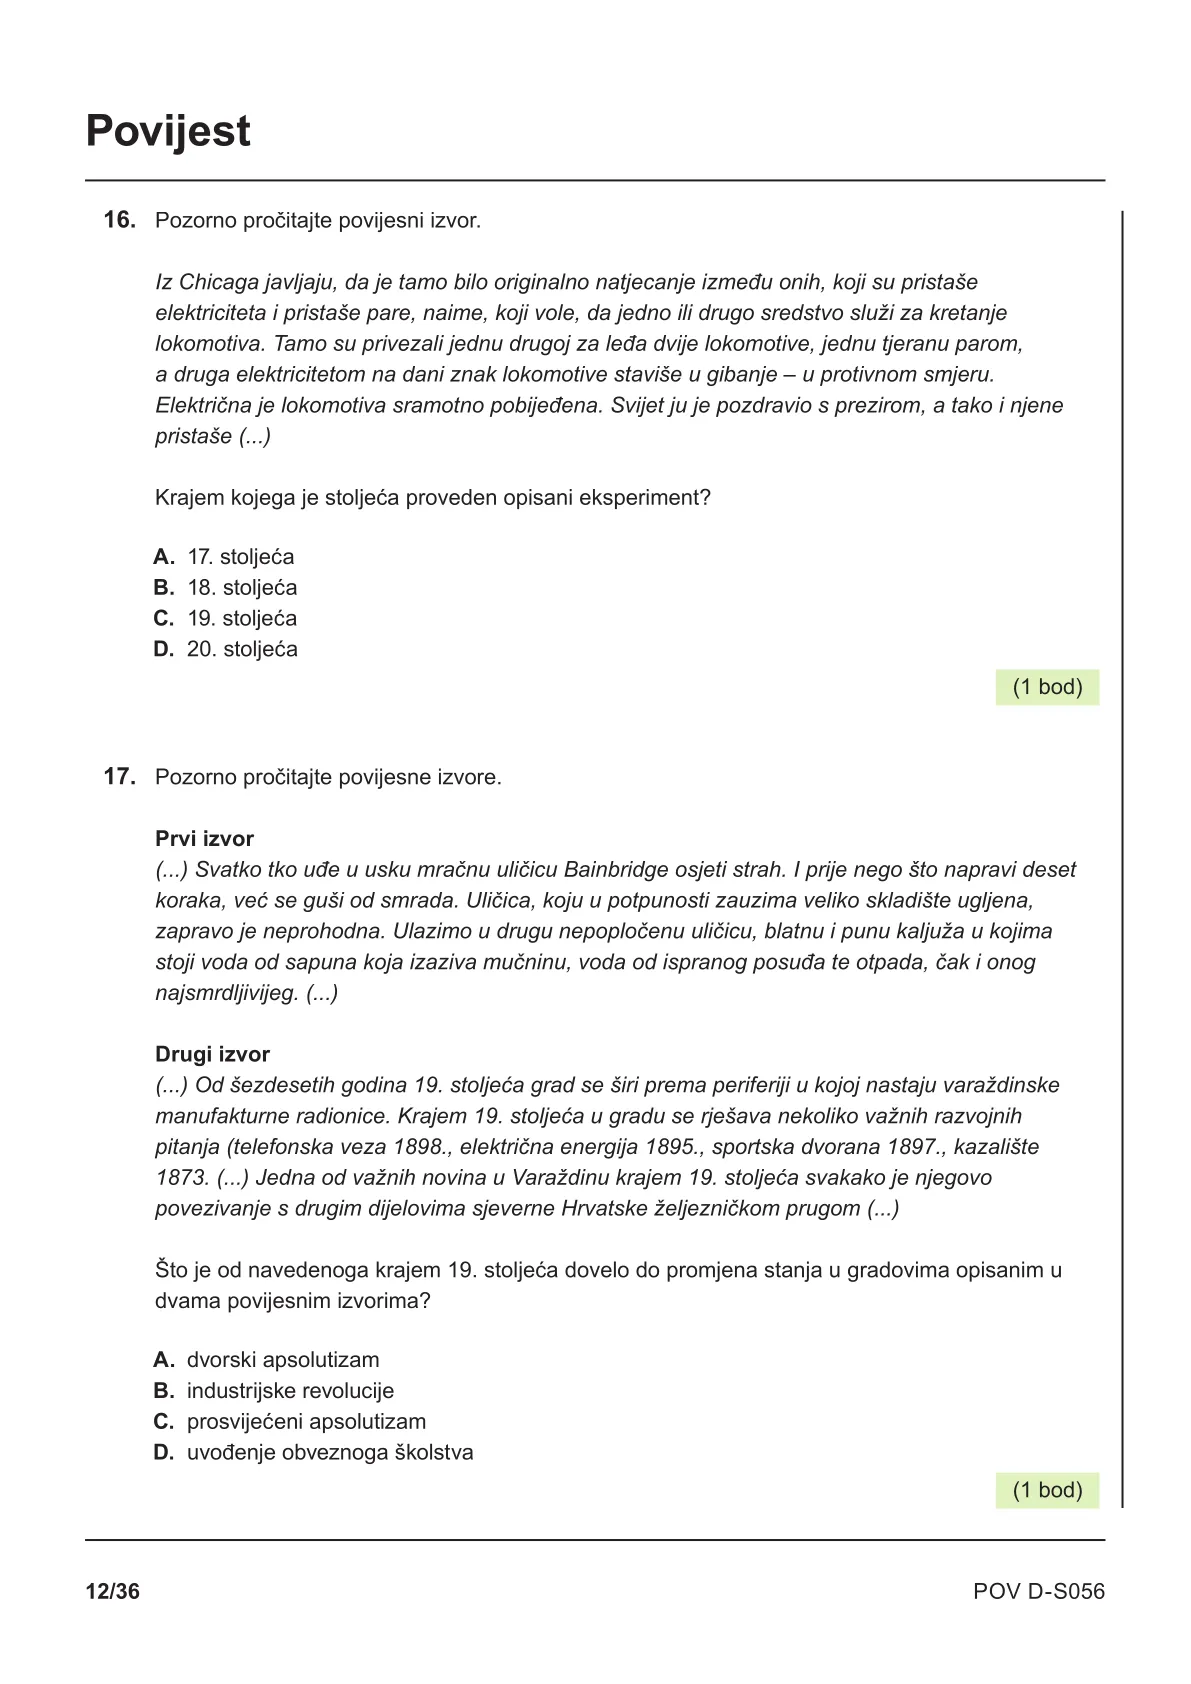 Povijest
16. Pozorno pročitajte povijesni izvor.
Iz Chicaga javljaju, da je tamo bilo originalno natjecanje između onih, koji su pristaše
elektriciteta i pristaše pare, naime, koji vole, da jedno ili drugo sredstvo služi za kretanje
lokomotiva. Tamo su privezali jednu drugoj za leđa dvije lokomotive, jednu tjeranu parom,
a druga elektricitetom na dani znak lokomotive staviše u gibanje – u protivnom smjeru.
Električna je lokomotiva sramotno pobijeđena. Svijet ju je pozdravio s prezirom, a tako i njene
pristaše (...)
Krajem kojega je stoljeća proveden opisani eksperiment?
A. 17. stoljeća
B. 18. stoljeća
C. 19. stoljeća
D. 20. stoljeća
(1 bod)
17. Pozorno pročitajte povijesne izvore.
Prvi izvor
(...) Svatko tko uđe u usku mračnu uličicu Bainbridge osjeti strah. I prije nego što napravi deset
koraka, već se guši od smrada. Uličica, koju u potpunosti zauzima veliko skladište ugljena,
zapravo je neprohodna. Ulazimo u drugu nepopločenu uličicu, blatnu i punu kaljuža u kojima
stoji voda od sapuna koja izaziva mučninu, voda od ispranog posuđa te otpada, čak i onog
najsmrdljivijeg. (...)
Drugi izvor
(...) Od šezdesetih godina 19. stoljeća grad se širi prema periferiji u kojoj nastaju varaždinske
manufakturne radionice. Krajem 19. stoljeća u gradu se rješava nekoliko važnih razvojnih
pitanja (telefonska veza 1898., električna energija 1895., sportska dvorana 1897., kazalište
1873. (...) Jedna od važnih novina u Varaždinu krajem 19. stoljeća svakako je njegovo
povezivanje s drugim dijelovima sjeverne Hrvatske željezničkom prugom (...)
Što je od navedenoga krajem 19. stoljeća dovelo do promjena stanja u gradovima opisanim u
dvama povijesnim izvorima?
A. dvorski apsolutizam
B. industrijske revolucije
C. prosvijećeni apsolutizam
D. uvođenje obveznoga školstva
(1 bod)
12/36
POV D-S056